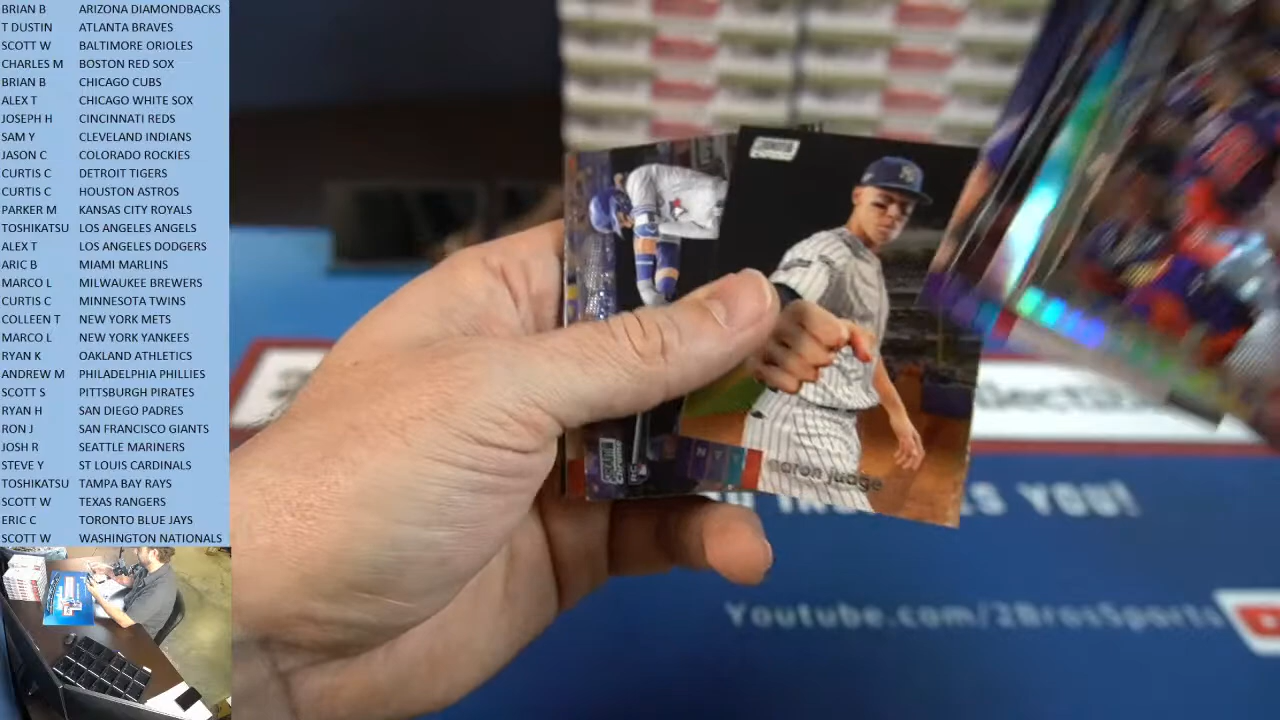 BRIAN B ARIZONA DIAMONDBACKS
T DUSTIN ATLANTA BRAVES
SCOTT W BALTIMORE ORIOLES
CHARLES M BOSTON RED SOX
BRIAN B CHICAGO CUBS
ALEX T CHICAGO WHITE SOX
JOSEPH H CINCINNATI REDS
SAM Y CLEVELAND INDIANS
JASON C COLORADO ROCKIES
CURTIS C DETROIT TIGERS
CURTIS C HOUSTON ASTROS
PARKER M KANSAS CITY ROYALS
TOSHIKATSU LOS ANGELES ANGELS
ALEX T LOS ANGELES DODGERS
ARIC B MIAMI MARLINS
MARCO L MILWAUKEE BREWERS
CURTIS C MINNESOTA TWINS
COLLEEN T NEW YORK METS
MARCO L NEW YORK YANKEES
RYAN K OAKLAND ATHLETICS
ANDREW M PHILADELPHIA PHILLIES
SCOTT S PITTSBURGH PIRATES
RYAN H SAN DIEGO PADRES
RON J SAN FRANCISCO GIANTS
JOSH R SEATTLE MARINERS
STEVE Y ST LOUIS CARDINALS
TOSHIKATSU TAMPA BAY RAYS
SCOTT W TEXAS RANGERS
ERIC C TORONTO BLUE JAYS
SCOTT W WASHINGTON NATIONALS
aaron judge
RC
YOU!
Youtube.com/2BrosSports